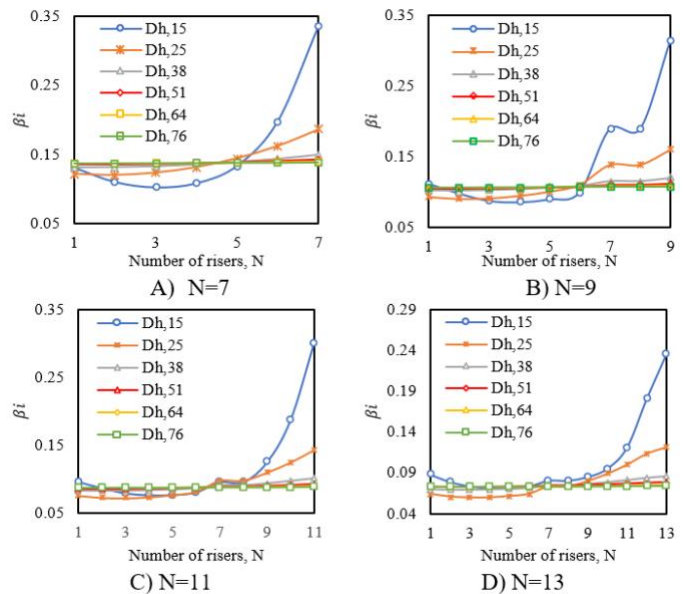 0.35
0.25
0.15
0.05
βi
Dh,15
Dh,25
Dh,38
Dh,51
Dh,64
Dh,76
1 3 5 7
Number of risers, N
A) N=7
0.35
0.25
0.15
0.05
βi
Dh,15
Dh,25
Dh,38
Dh,51
Dh,64
Dh,76
1 3 5 7 9
Number of risers, N
B) N=9
0.35
0.25
0.15
0.05
βi
Dh,15
Dh,25
Dh,38
Dh,51
Dh,64
Dh,76
1 3 5 7 9 11
Number of risers, N
C) N=11
0.29
0.24
0.19
0.14
0.09
0.04
βi
Dh,15
Dh,25
Dh,38
Dh,51
Dh,64
Dh,76
1 3 5 7 9 11 13
Number of risers, N
D) N=13